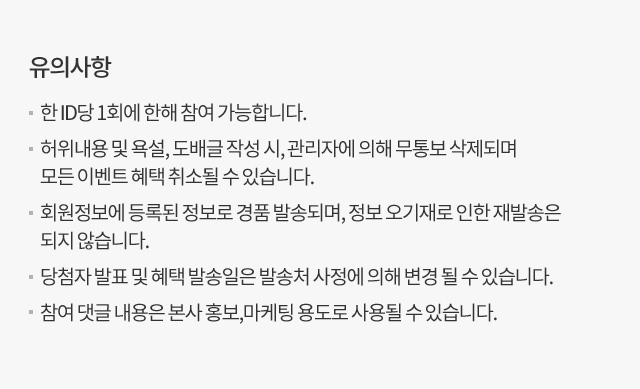 유의사항
한 ID당 1회에 한해 참여 가능합니다.
허위내용 및 욕설, 도배글 작성 시, 관리자에 의해 무통보 삭제되며
모든 이벤트 혜택 취소될 수 있습니다.
회원정보에 등록된 정보로 경품 발송되며, 정보 오기재로 인한 재발송은
되지 않습니다.
당첨자 발표 및 혜택 발송일은 발송처 사정에 의해 변경 될 수 있습니다.
참여 댓글 내용은 본사 홍보,마케팅 용도로 사용될 수 있습니다.